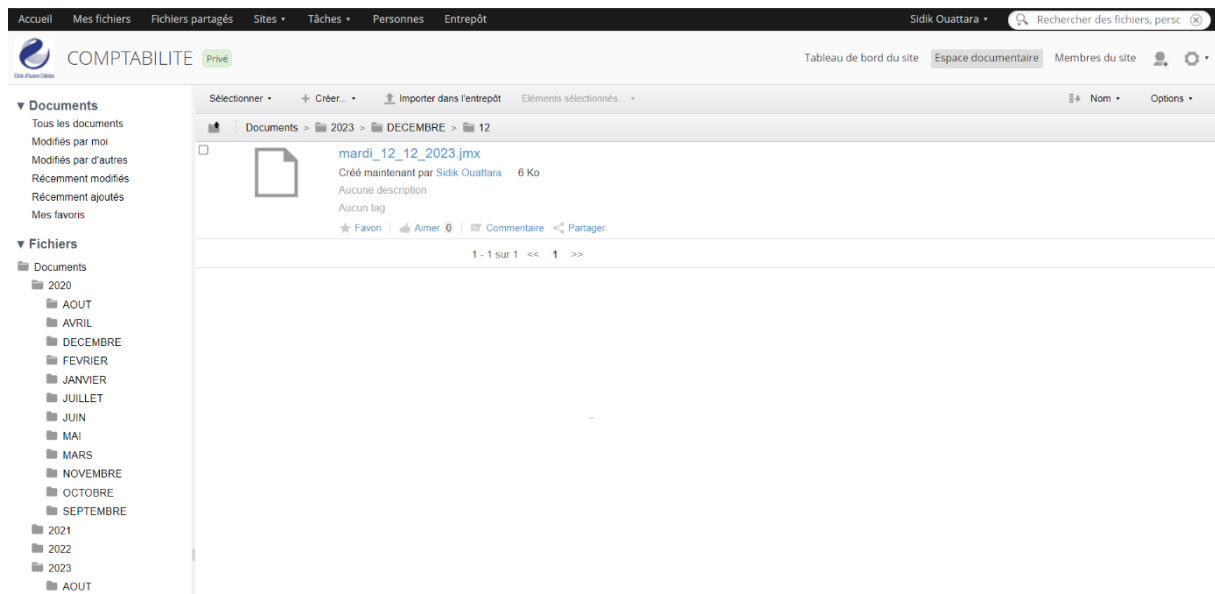 Accueil Mes fichiers Fichiers partagés Sites Tâches Personnes Entrepôt Sidik Ouattara Rechercher des fichiers, persc
COMPTABILITE Privé Tableau de bord du site Espace documentaire Membres du site
Documents
Tous les documents
Modifiés par moi
Modifiés par d'autres
Récemment modifiés
Récemment ajoutés
Mes favoris
Fichiers
Documents
2020
AOUT
AVRIL
DECEMBRE
FEVRIER
JANVIER
JUILLET
JUIN
MAI
MARS
NOVEMBRE
OCTOBRE
SEPTEMBRE
2021
2022
2023
AOUT
Sélectionner + Créer... Importer dans l'entrepôt Eléments sélectionnés... Nom Options
Documents > 2023 > DECEMBRE > 12
mardi_12_12_2023.jmx
Créé maintenant par Sidik Ouattara 6 Ko
Aucune description
Aucun tag
Favori Aimer 0 Commentaire Partager
1 - 1 sur 1 << 1 >>